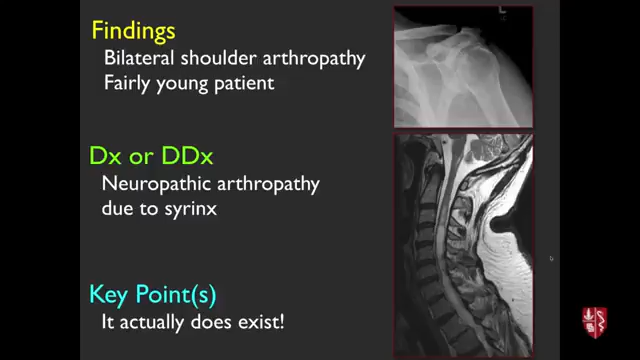 Findings
Bilateral shoulder arthropathy
Fairly young patient
Dx or DDx
Neuropathic arthropathy
due to syrinx
Key Point(s)
It actually does exist!
L